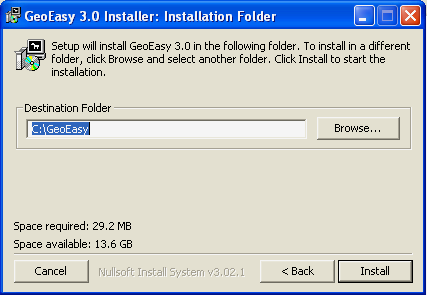 GeoEasy 3.0 Installer: Installation Folder
Setup will install GeoEasy 3.0 in the following folder. To install in a different
folder, click Browse and select another folder. Click Install to start the
installation.
Destination Folder
C:\GeoEasy
Browse...
Space required: 29.2 MB
Space available: 13.6 GB
Cancel
Nullsoft Install System v3.02.1
< Back
Install